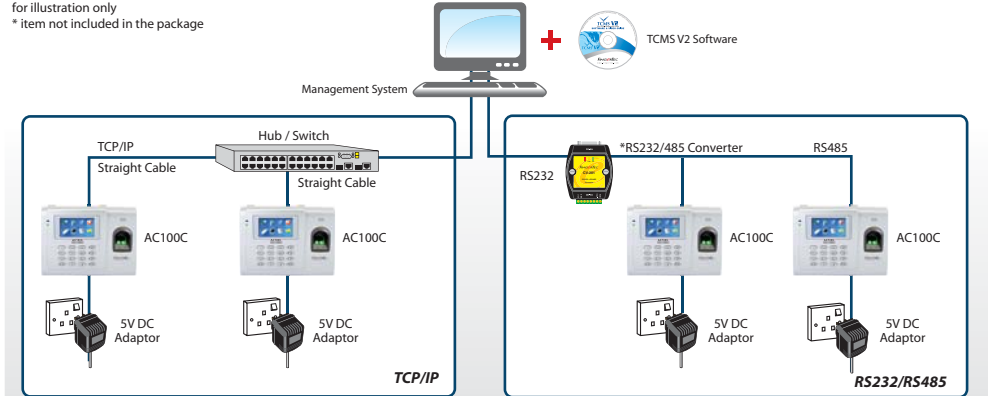 for illustration only
* item not included in the package
TCMS V2
TCMS V2 Software
Management System
TCP/IP
Straight Cable
Hub / Switch
Straight Cable
AC100C
AC100C
5V DC
Adaptor
5V DC
Adaptor
TCP/IP
RS232
*RS232/485 Converter
RS485
AC100C
AC100C
5V DC
Adaptor
5V DC
Adaptor
RS232/RS485